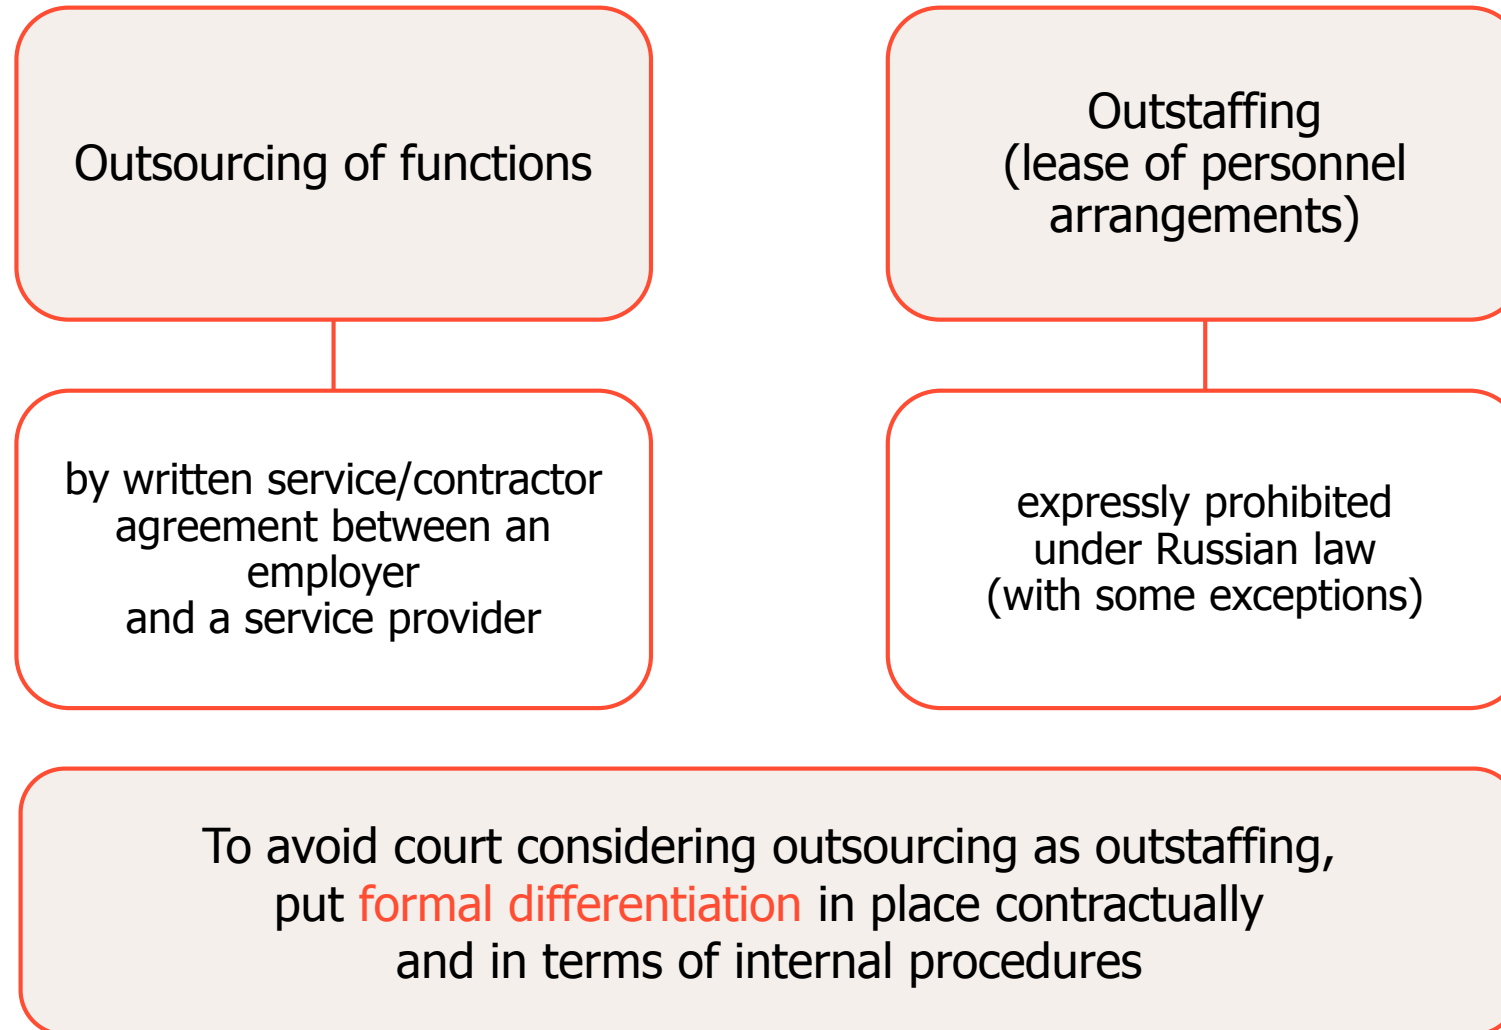 Outsourcing of functions
Outstaffing
(lease of personnel
arrangements)
by written service/contractor
agreement between an
employer
and a service provider
expressly prohibited
under Russian law
(with some exceptions)
To avoid court considering outsourcing as outstaffing,
put formal differentiation in place contractually
and in terms of internal procedures